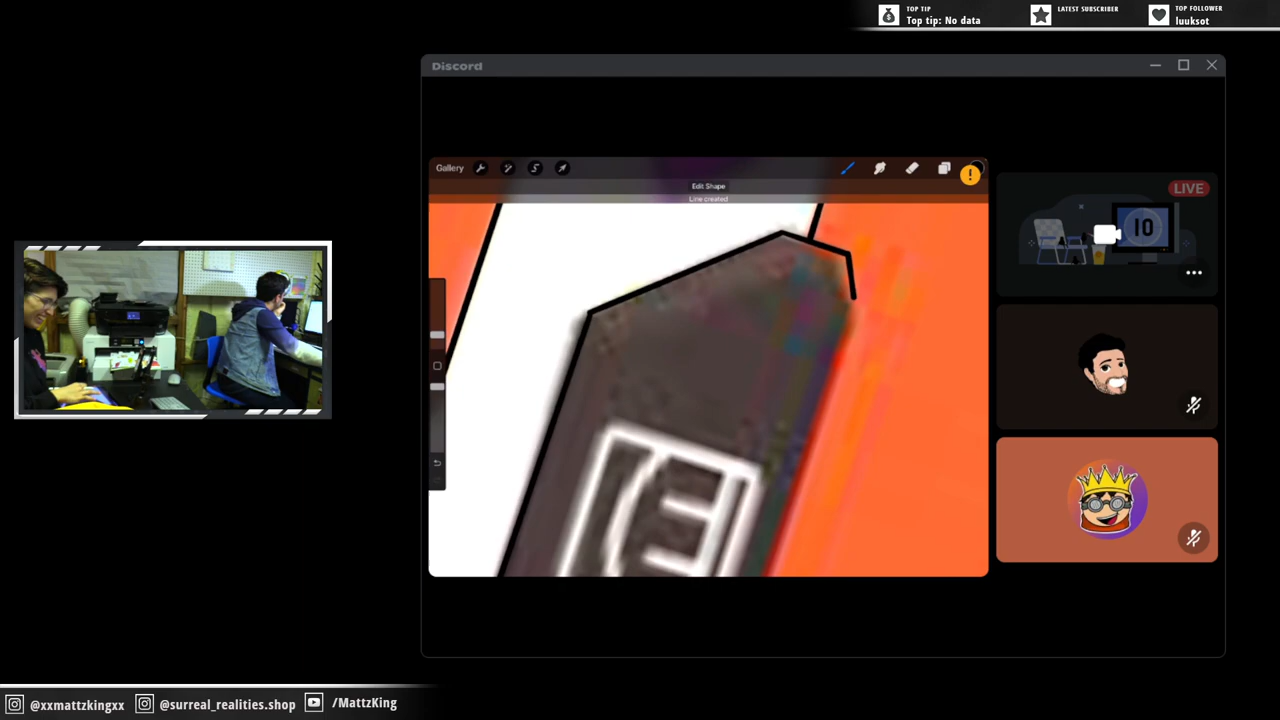 TOP TIP
Top tip: No data
LATEST SUBSCRIBER
TOP FOLLOWER
luuksot
Discord
Gallery
Edit Shape
Line created
LIVE
10
@xxmattzkingxx
@surreal_realities.shop
/MattzKing